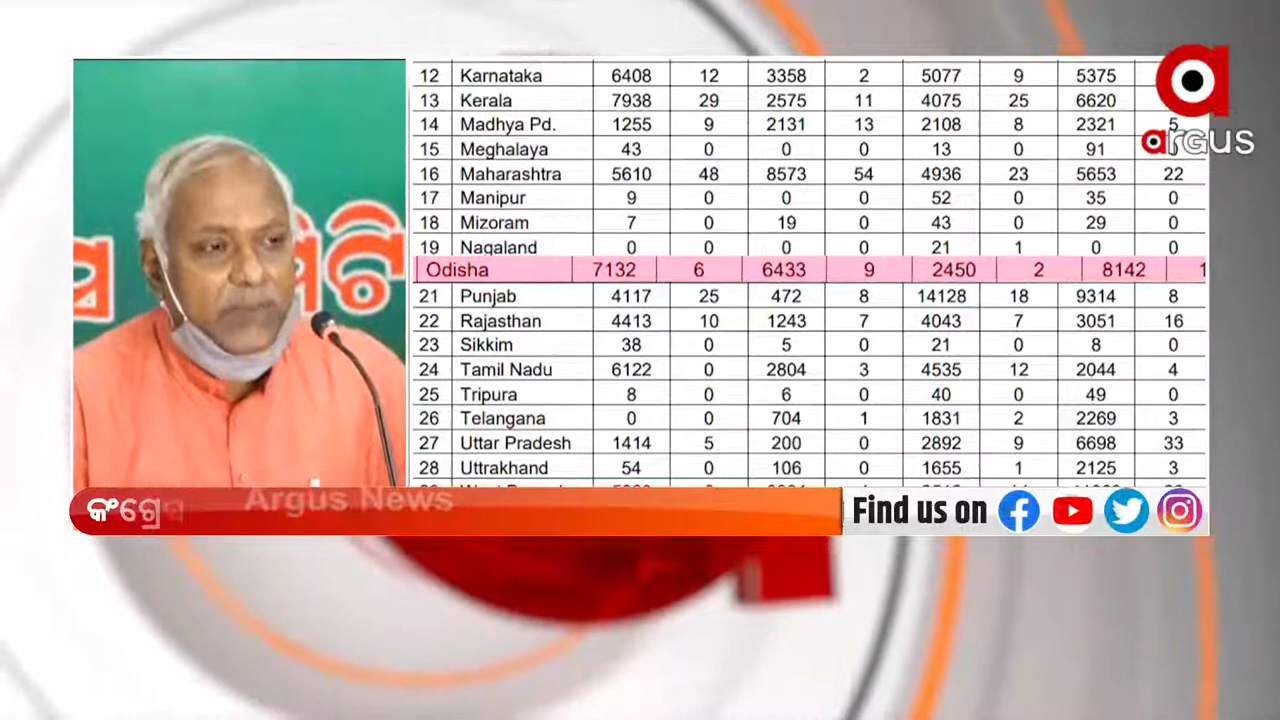 12 Karnataka 6408 12 3358 2 5077 9 5375
13 Kerala 7938 29 2575 11 4075 25 6620
14 Madhya Pd. 1255 9 2131 13 2108 8 2321 5
15 Meghalaya 43 0 0 0 13 0 91
16 Maharashtra 5610 48 8573 54 4936 23 5653 22
17 Manipur 9 0 0 0 52 0 35 0
18 Mizoram 7 0 19 0 43 0 29 0
19 Nagaland 0 0 0 0 21 1 0 0
Odisha 7132 6 6433 9 2450 2 8142 1
21 Punjab 4117 25 472 8 14128 18 9314 8
22 Rajasthan 4413 10 1243 7 4043 7 3051 16
23 Sikkim 38 0 5 0 21 0 8 0
24 Tamil Nadu 6122 0 2804 3 4535 12 2044 4
25 Tripura 8 0 6 0 40 0 49 0
26 Telangana 0 0 704 1 1831 2 2269 3
27 Uttar Pradesh 1414 5 200 0 2892 9 6698 33
28 Uttrakhand 54 0 106 0 1655 1 2125 3
argus
କଂଗ୍ରେସ
Argus News
Find us on